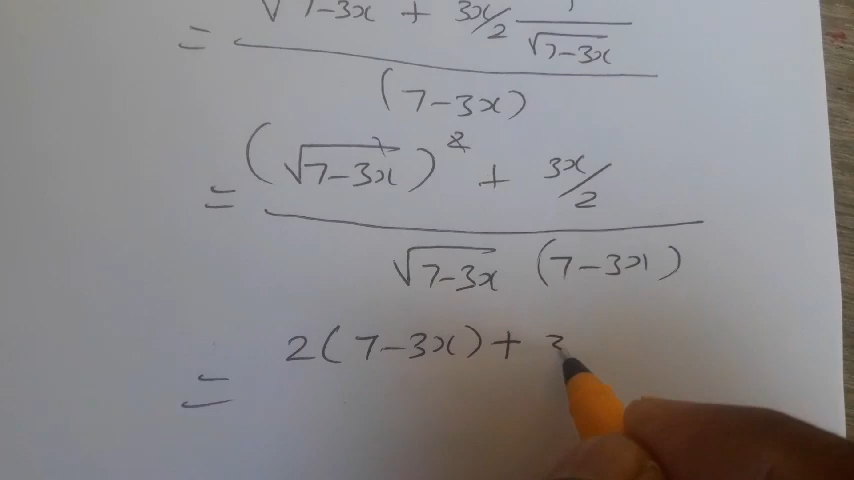 = √7-3x + 3x/2 1/√7-3x
(7-3x)
= (√7-3x)² + 3x/2
√7-3x (7-3x)
= 2(7-3x) + 3